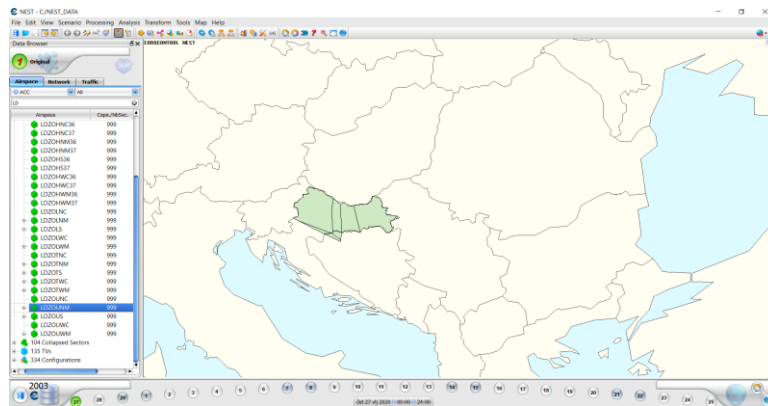 NEST - C:/NEST_DATA
File Edit View Scenario Processing Analysis Transform Tools Map Help
Data Browser
1 Original
Airspace Network Traffic
ACC All
LD
Airspace Capa./NbSec.
LDZOHNC36 999
LDZOHNC37 999
LDZOHNM36 999
LDZOHNM37 999
LDZOHS36 999
LDZOHS37 999
LDZOHWC36 999
LDZOHWC37 999
LDZOHWM36 999
LDZOHWM37 999
LDZOLNC 999
LDZOLNM 999
LDZOLS 999
LDZOLWC 999
LDZOLWM 999
LDZOTNC 999
LDZOTNM 999
LDZOTS 999
LDZOTWC 999
LDZOTWM 999
LDZOUNC 999
LDZOUNM 999
LDZOUS 999
LDZOUWC 999
LDZOUWM 999
104 Collapsed Sectors
135 TVs
334 Configurations
EUROCONTROL NEST
2003
27 28 29 1 2 3 4 5 6 7 8 9 10 11 12 13 14 15 16 17 18 19 20 21 22 23 24 25
čet 27 vlj 2020 00:00 24:00